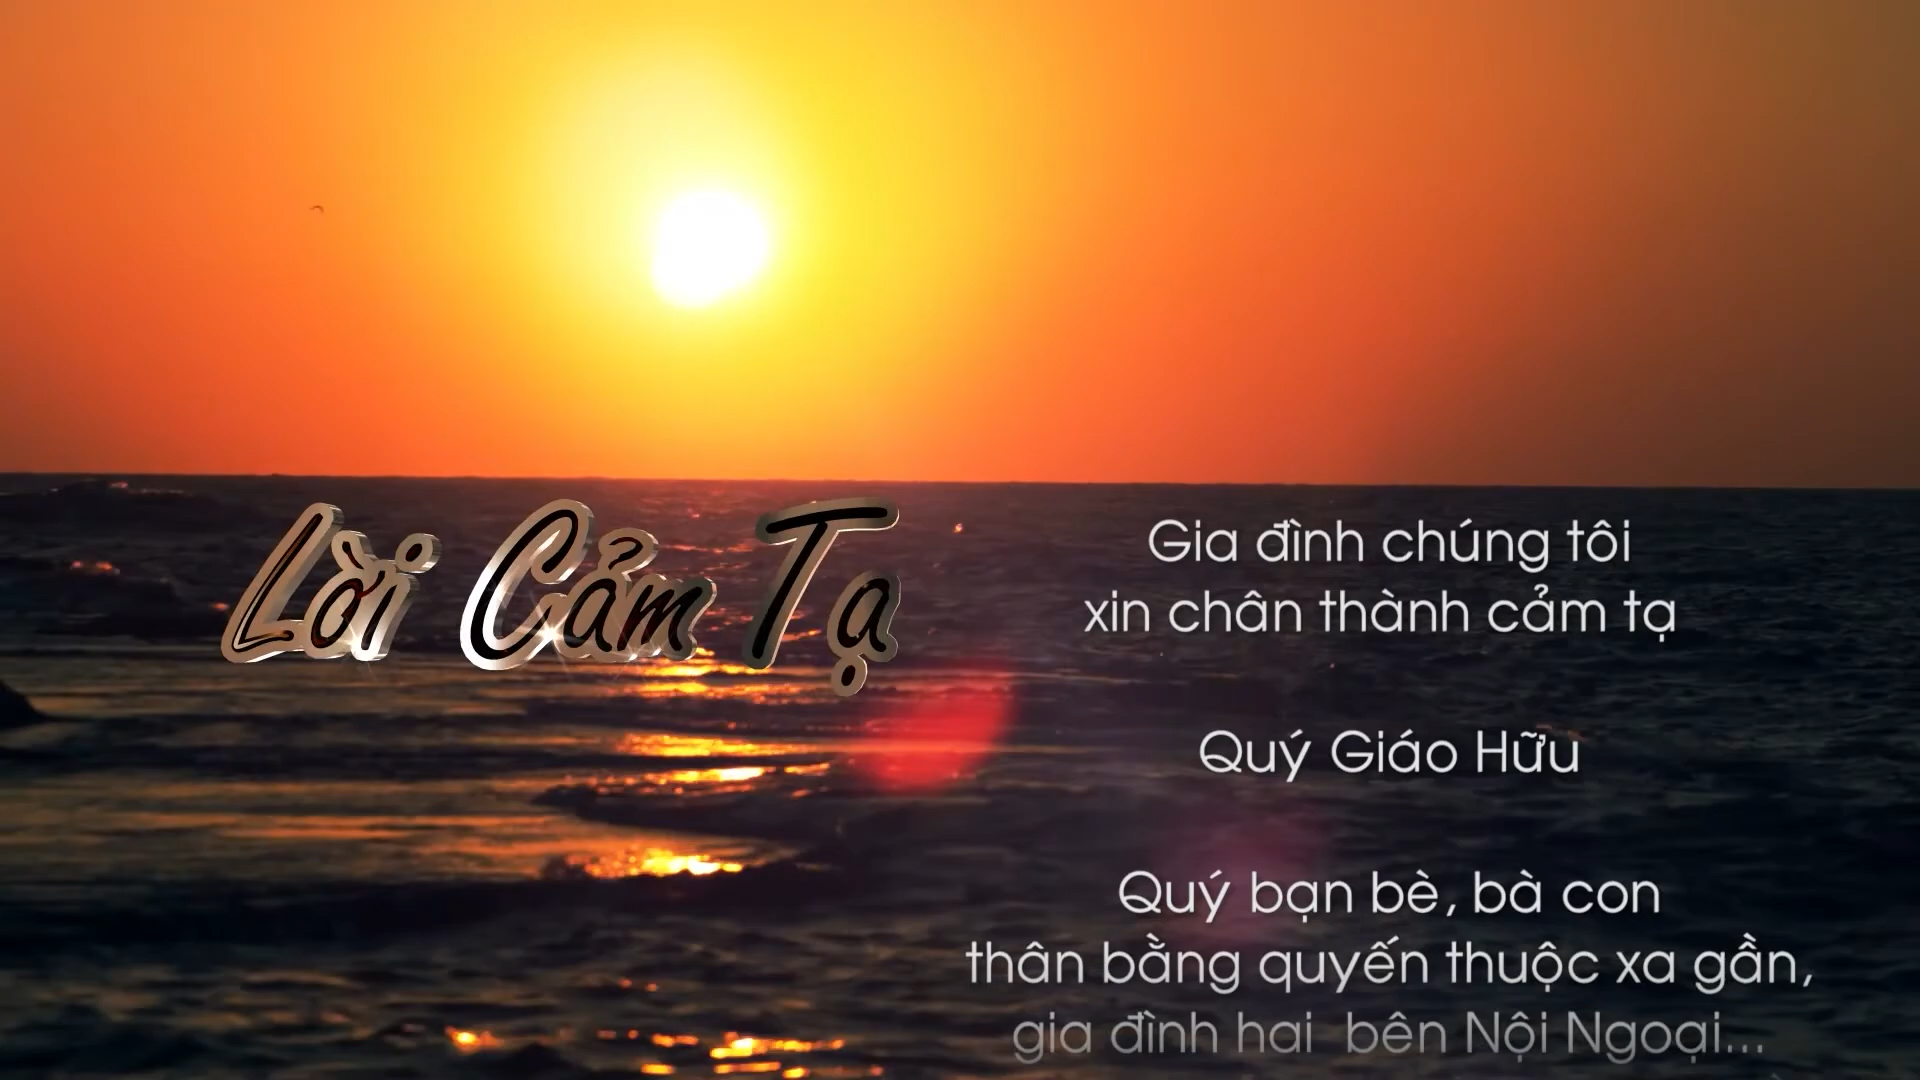 Lời Cảm Tạ
Gia đình chúng tôi
xin chân thành cảm tạ
Quý Giáo Hữu
Quý bạn bè, bà con
thân bằng quyến thuộc xa gần,
gia đình hai bên Nội Ngoại...